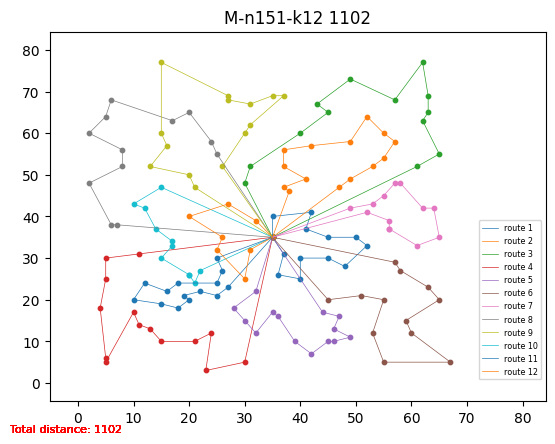 M-n151-k12 1102
80
70
60
50
40
30
20
10
0
route 1
route 2
route 3
route 4
route 5
route 6
route 7
route 8
route 9
route 10
route 11
route 12
0 10 20 30 40 50 60 70 80
Total distance: 1102